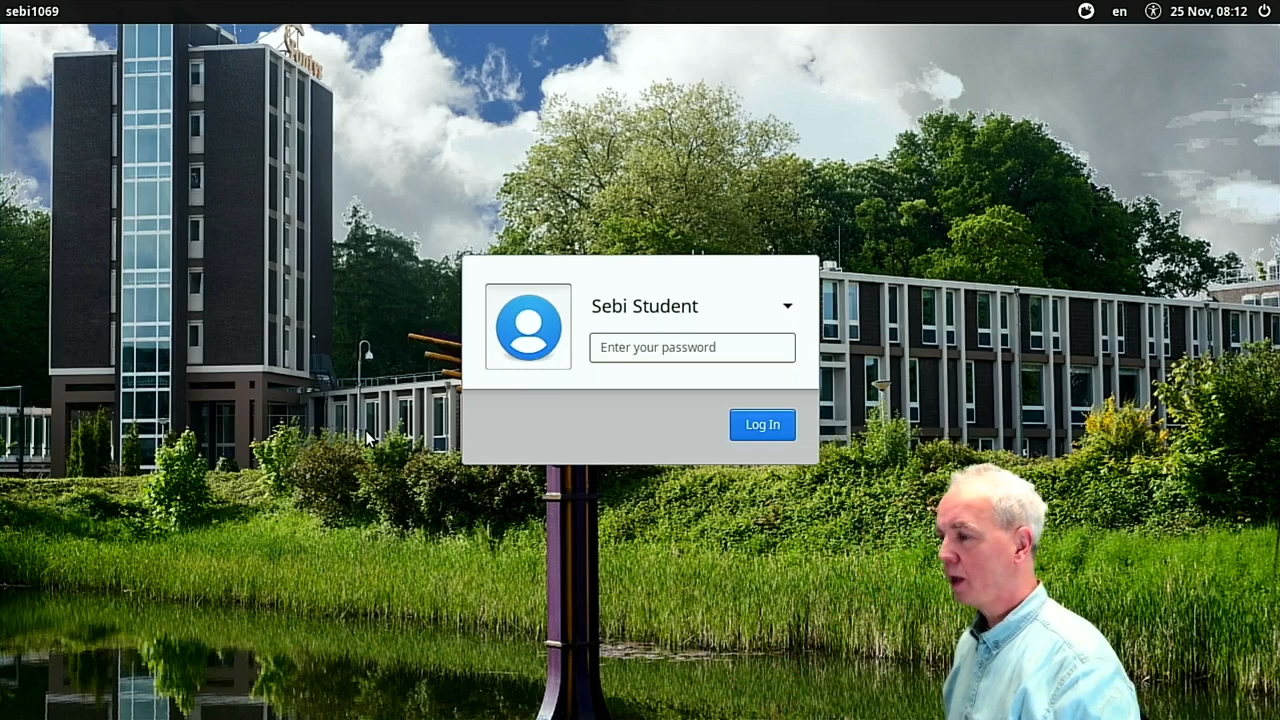 sebi1069
en
25 Nov, 08:12
Sebi Student
Enter your password
Log In